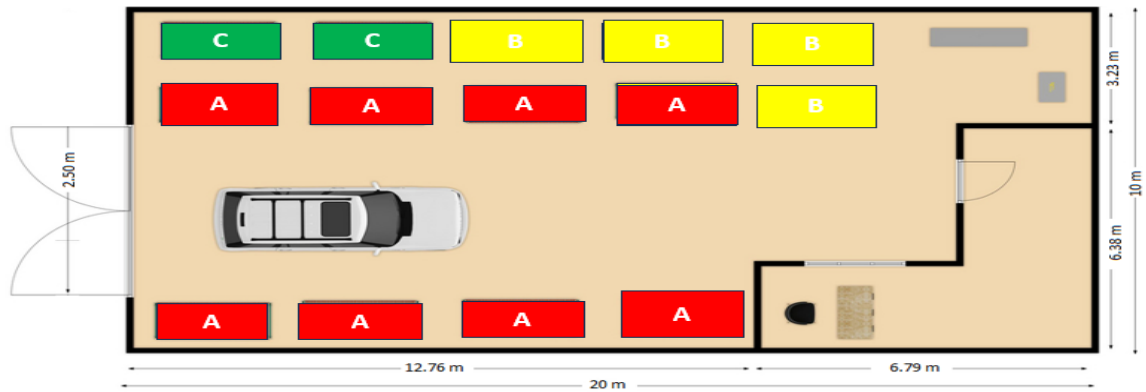 C C B B B
A A A A B
A A A A
2.50 m
3.23 m
10 m
6.38 m
12.76 m
6.79 m
20 m